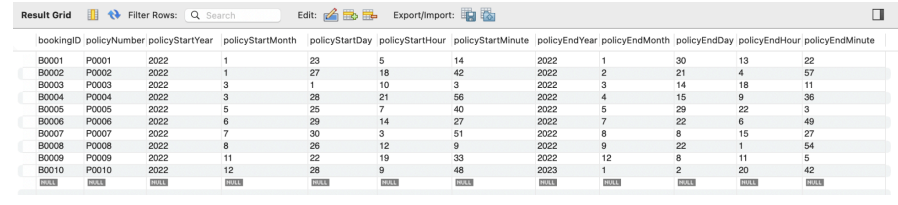 Result Grid Filter Rows: Search Edit: Export/Import:
bookingID policyNumber policyStartYear policyStartMonth policyStartDay policyStartHour policyStartMinute policyEndYear policyEndMonth policyEndDay policyEndHour policyEndMinute
B0001 P0001 2022 1 23 5 14 2022 1 30 13 22
B0002 P0002 2022 1 27 18 42 2022 2 21 4 57
B0003 P0003 2022 3 1 10 3 2022 3 14 18 11
B0004 P0004 2022 3 28 21 56 2022 4 15 9 36
B0005 P0005 2022 5 25 7 40 2022 5 29 22 3
B0006 P0006 2022 6 29 14 27 2022 7 22 6 49
B0007 P0007 2022 7 30 3 51 2022 8 8 15 27
B0008 P0008 2022 8 26 12 9 2022 9 22 1 54
B0009 P0009 2022 11 22 19 33 2022 12 8 11 5
B0010 P0010 2022 12 28 9 48 2023 1 2 20 42
NULL NULL NULL NULL NULL NULL NULL NULL NULL NULL NULL NULL